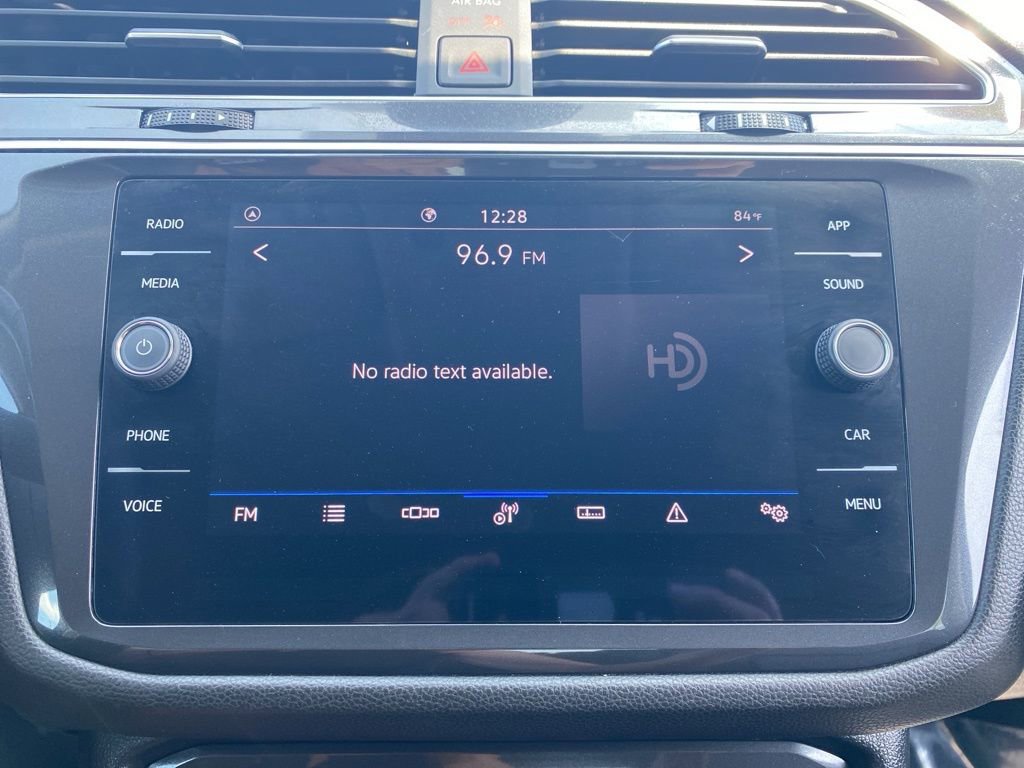 AIR BAG
12:28
84°F
RADIO
APP
96.9 FM
MEDIA
SOUND
No radio text available.
HD
PHONE
CAR
VOICE
MENU
FM